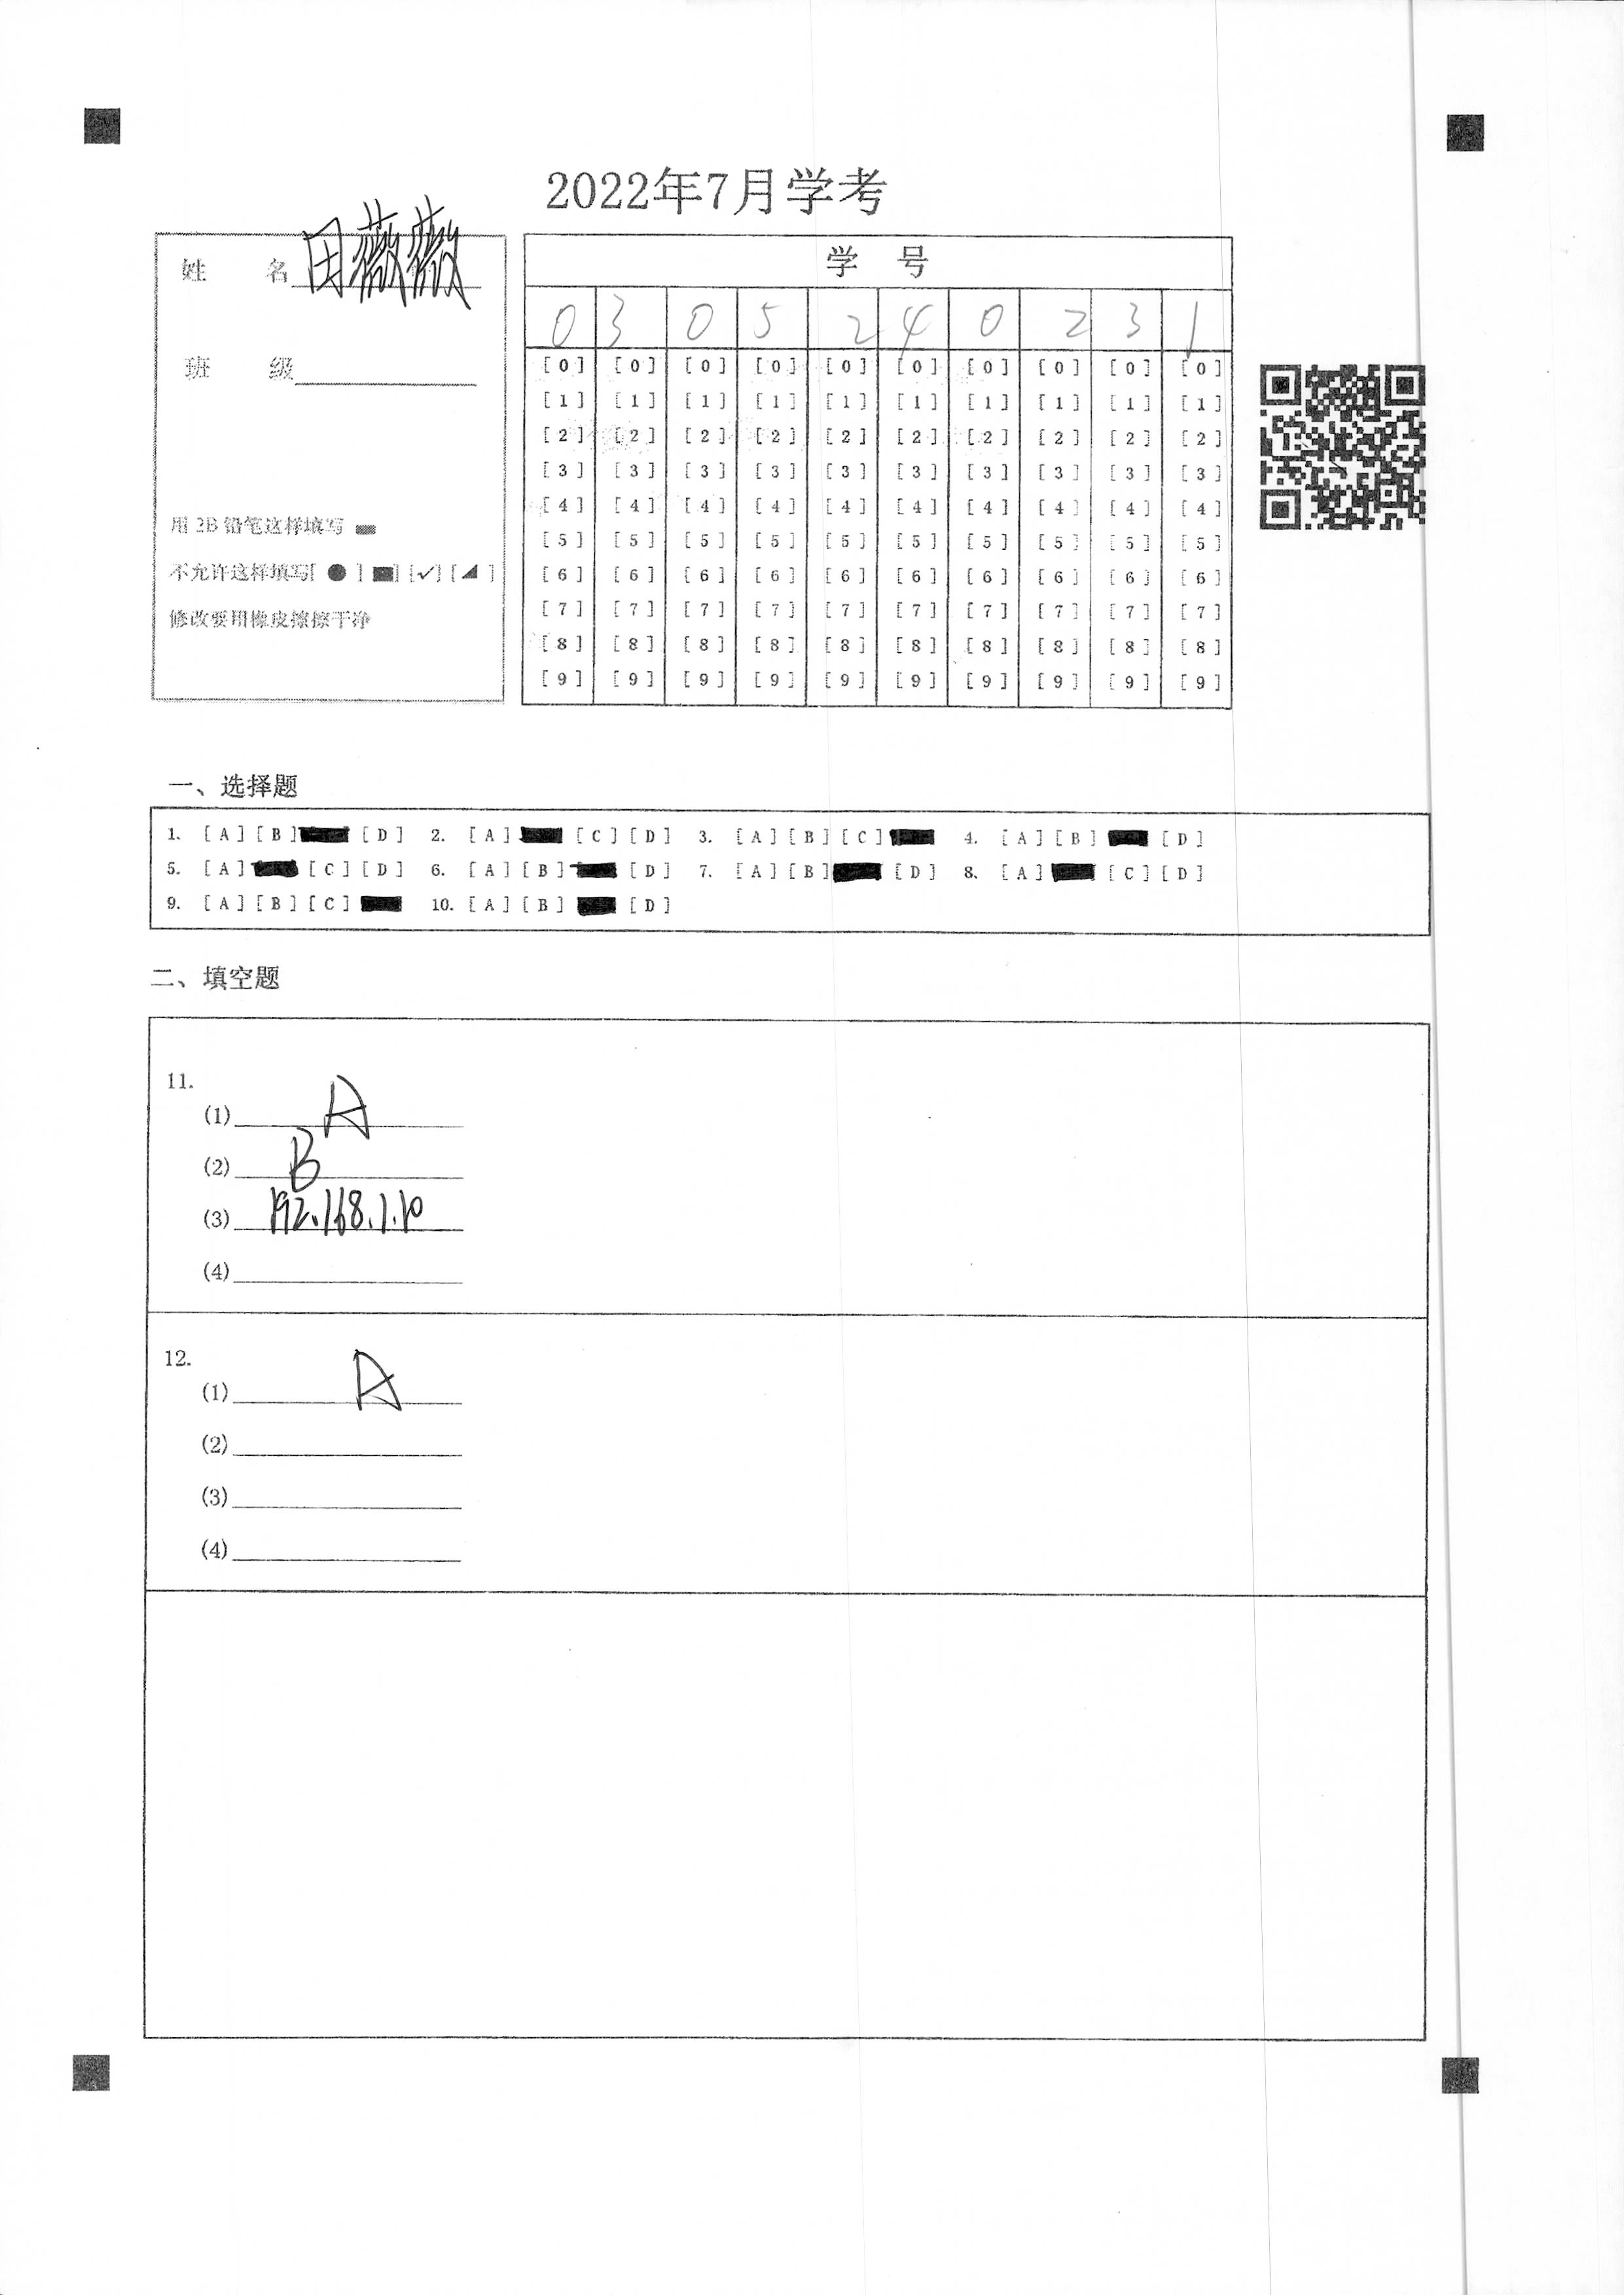 2022年7月学考
姓 名 田薇薇
班 级
用 2B 铅笔这样填写
不允许这样填写[ ● ] [■] [✓] [◢ ]
修改要用橡皮擦擦干净
学 号
0 3 0 5 2 4 0 2 3 1
[0] [0] [0] [0] [0] [0] [0] [0] [0] [0]
[1] [1] [1] [1] [1] [1] [1] [1] [1] [1]
[2] [2] [2] [2] [2] [2] [2] [2] [2] [2]
[3] [3] [3] [3] [3] [3] [3] [3] [3] [3]
[4] [4] [4] [4] [4] [4] [4] [4] [4] [4]
[5] [5] [5] [5] [5] [5] [5] [5] [5] [5]
[6] [6] [6] [6] [6] [6] [6] [6] [6] [6]
[7] [7] [7] [7] [7] [7] [7] [7] [7] [7]
[8] [8] [8] [8] [8] [8] [8] [8] [8] [8]
[9] [9] [9] [9] [9] [9] [9] [9] [9] [9]
一、选择题
1. [A] [B] [D] 2. [A] [C] [D] 3. [A] [B] [C] 4. [A] [B] [D]
5. [A] [C] [D] 6. [A] [B] [D] 7. [A] [B] [D] 8. [A] [C] [D]
9. [A] [B] [C] 10. [A] [B] [D]
二、填空题
11.
(1) A
(2) B
(3) 192.168.1.10
(4)
12.
(1) A
(2)
(3)
(4)